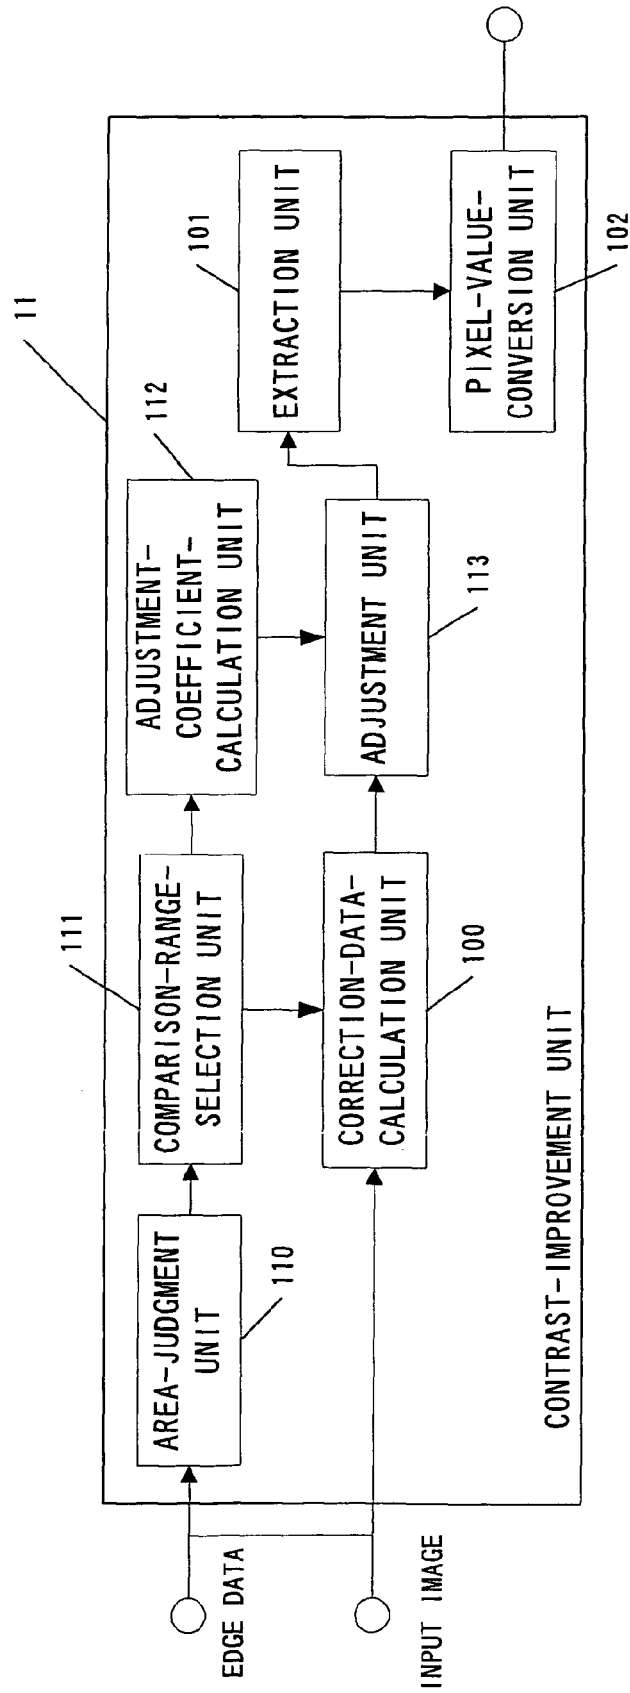 11
EDGE DATA
INPUT IMAGE
AREA-JUDGMENT
UNIT
110
111
COMPARISON-RANGE-
SELECTION UNIT
112
ADJUSTMENT-
COEFFICIENT-
CALCULATION UNIT
CORRECTION-DATA-
CALCULATION UNIT
100
ADJUSTMENT UNIT
113
101
EXTRACTION UNIT
PIXEL-VALUE-
CONVERSION UNIT
102
CONTRAST-IMPROVEMENT UNIT